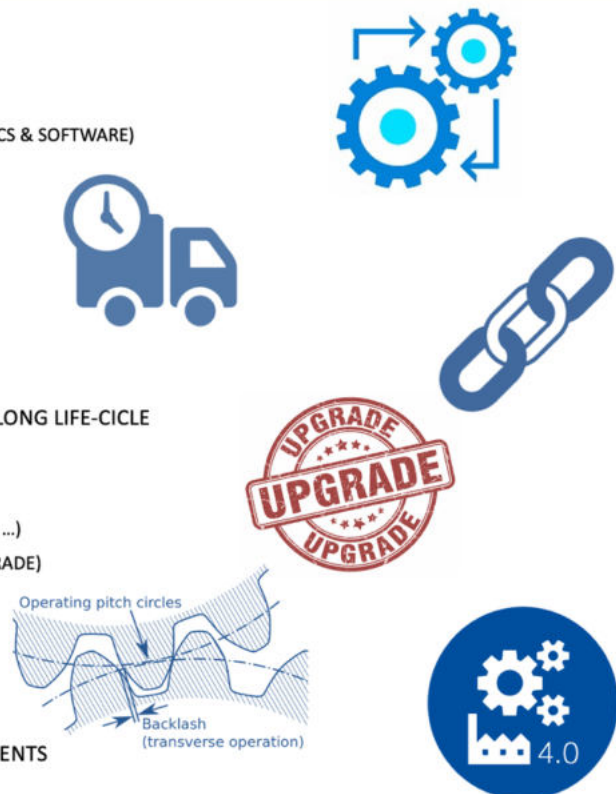 CS & SOFTWARE)
LONG LIFE-CICLE
UPGRADE
UPGRADE
UPGRADE
...)
RADE)
Operating pitch circles
Backlash
(transverse operation)
4.0
ENTS